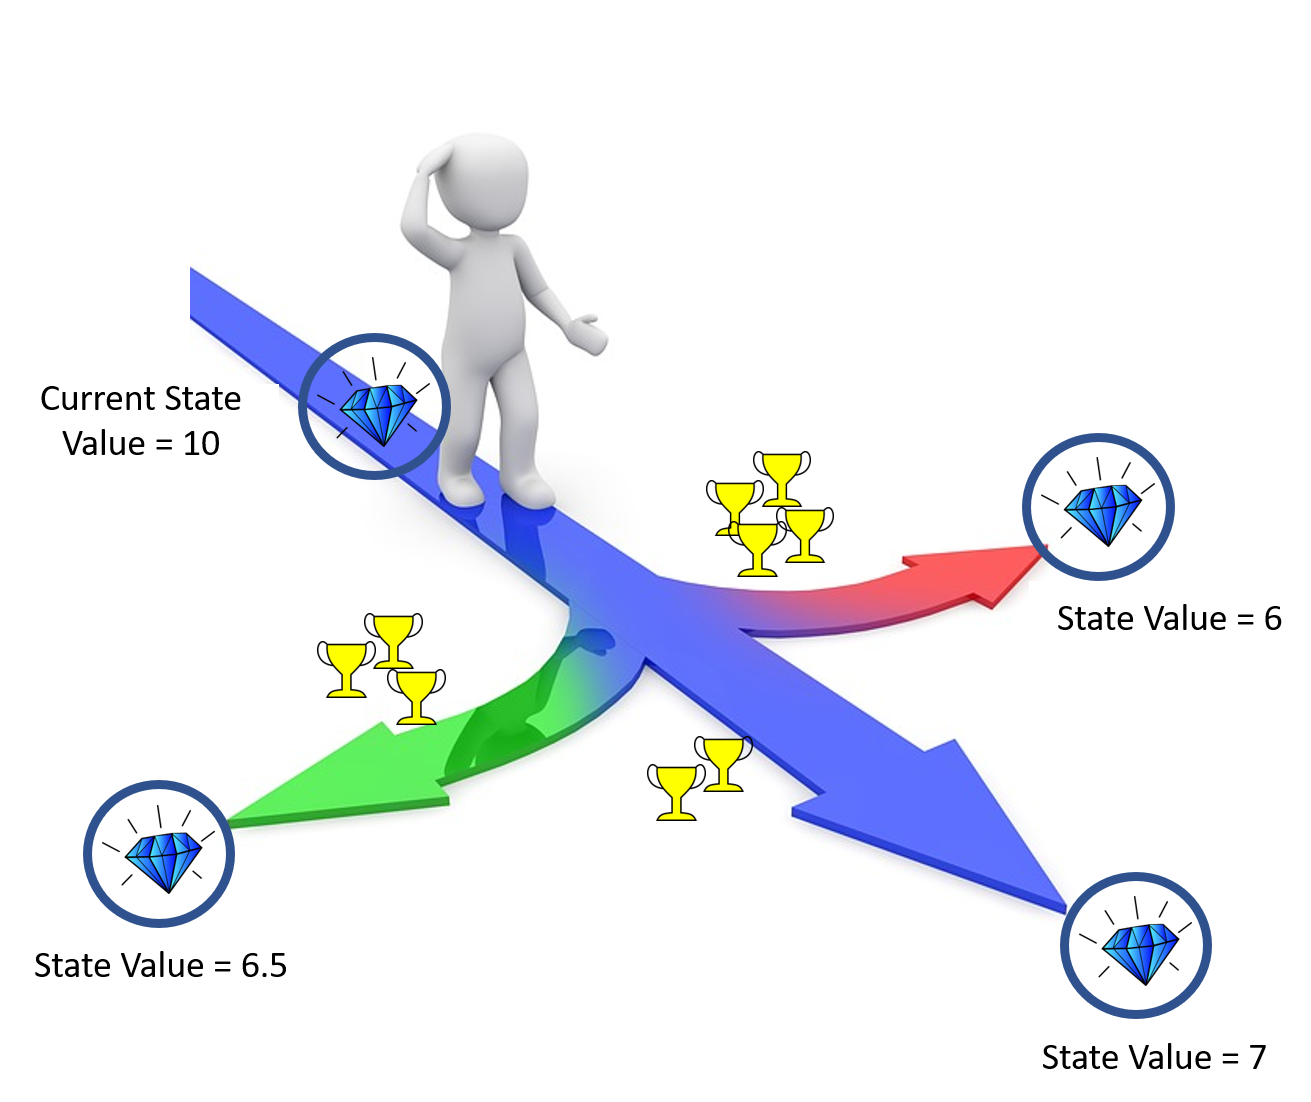 Current State
Value = 10
State Value = 6
State Value = 6.5
State Value = 7